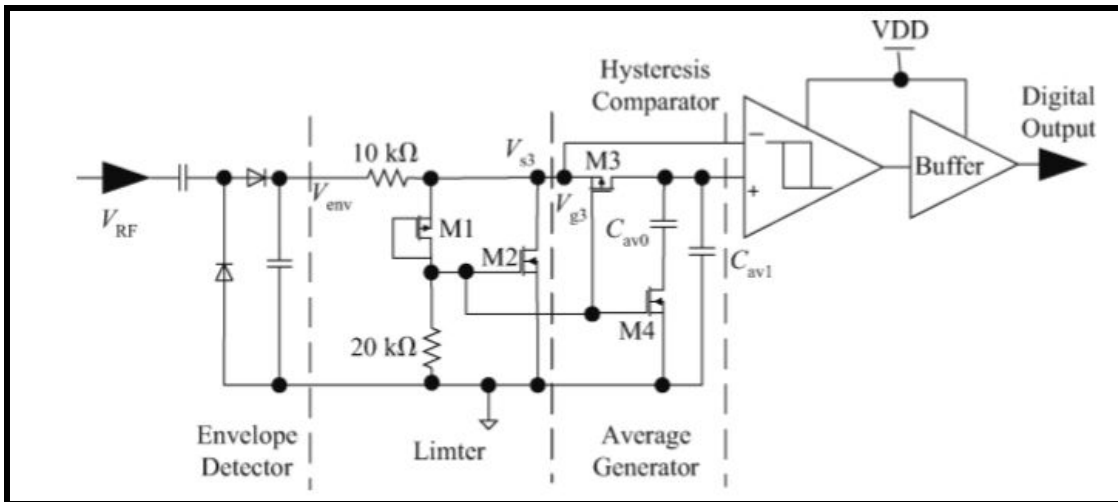 VDD
Hysteresis
Comparator
Digital
Output
10 kΩ
V_s3
M3
−
V_RF
V_env
V_g3
+
Buffer
M1
C_av0
M2
C_av1
20 kΩ
M4
Envelope
Detector
Limter
Average
Generator